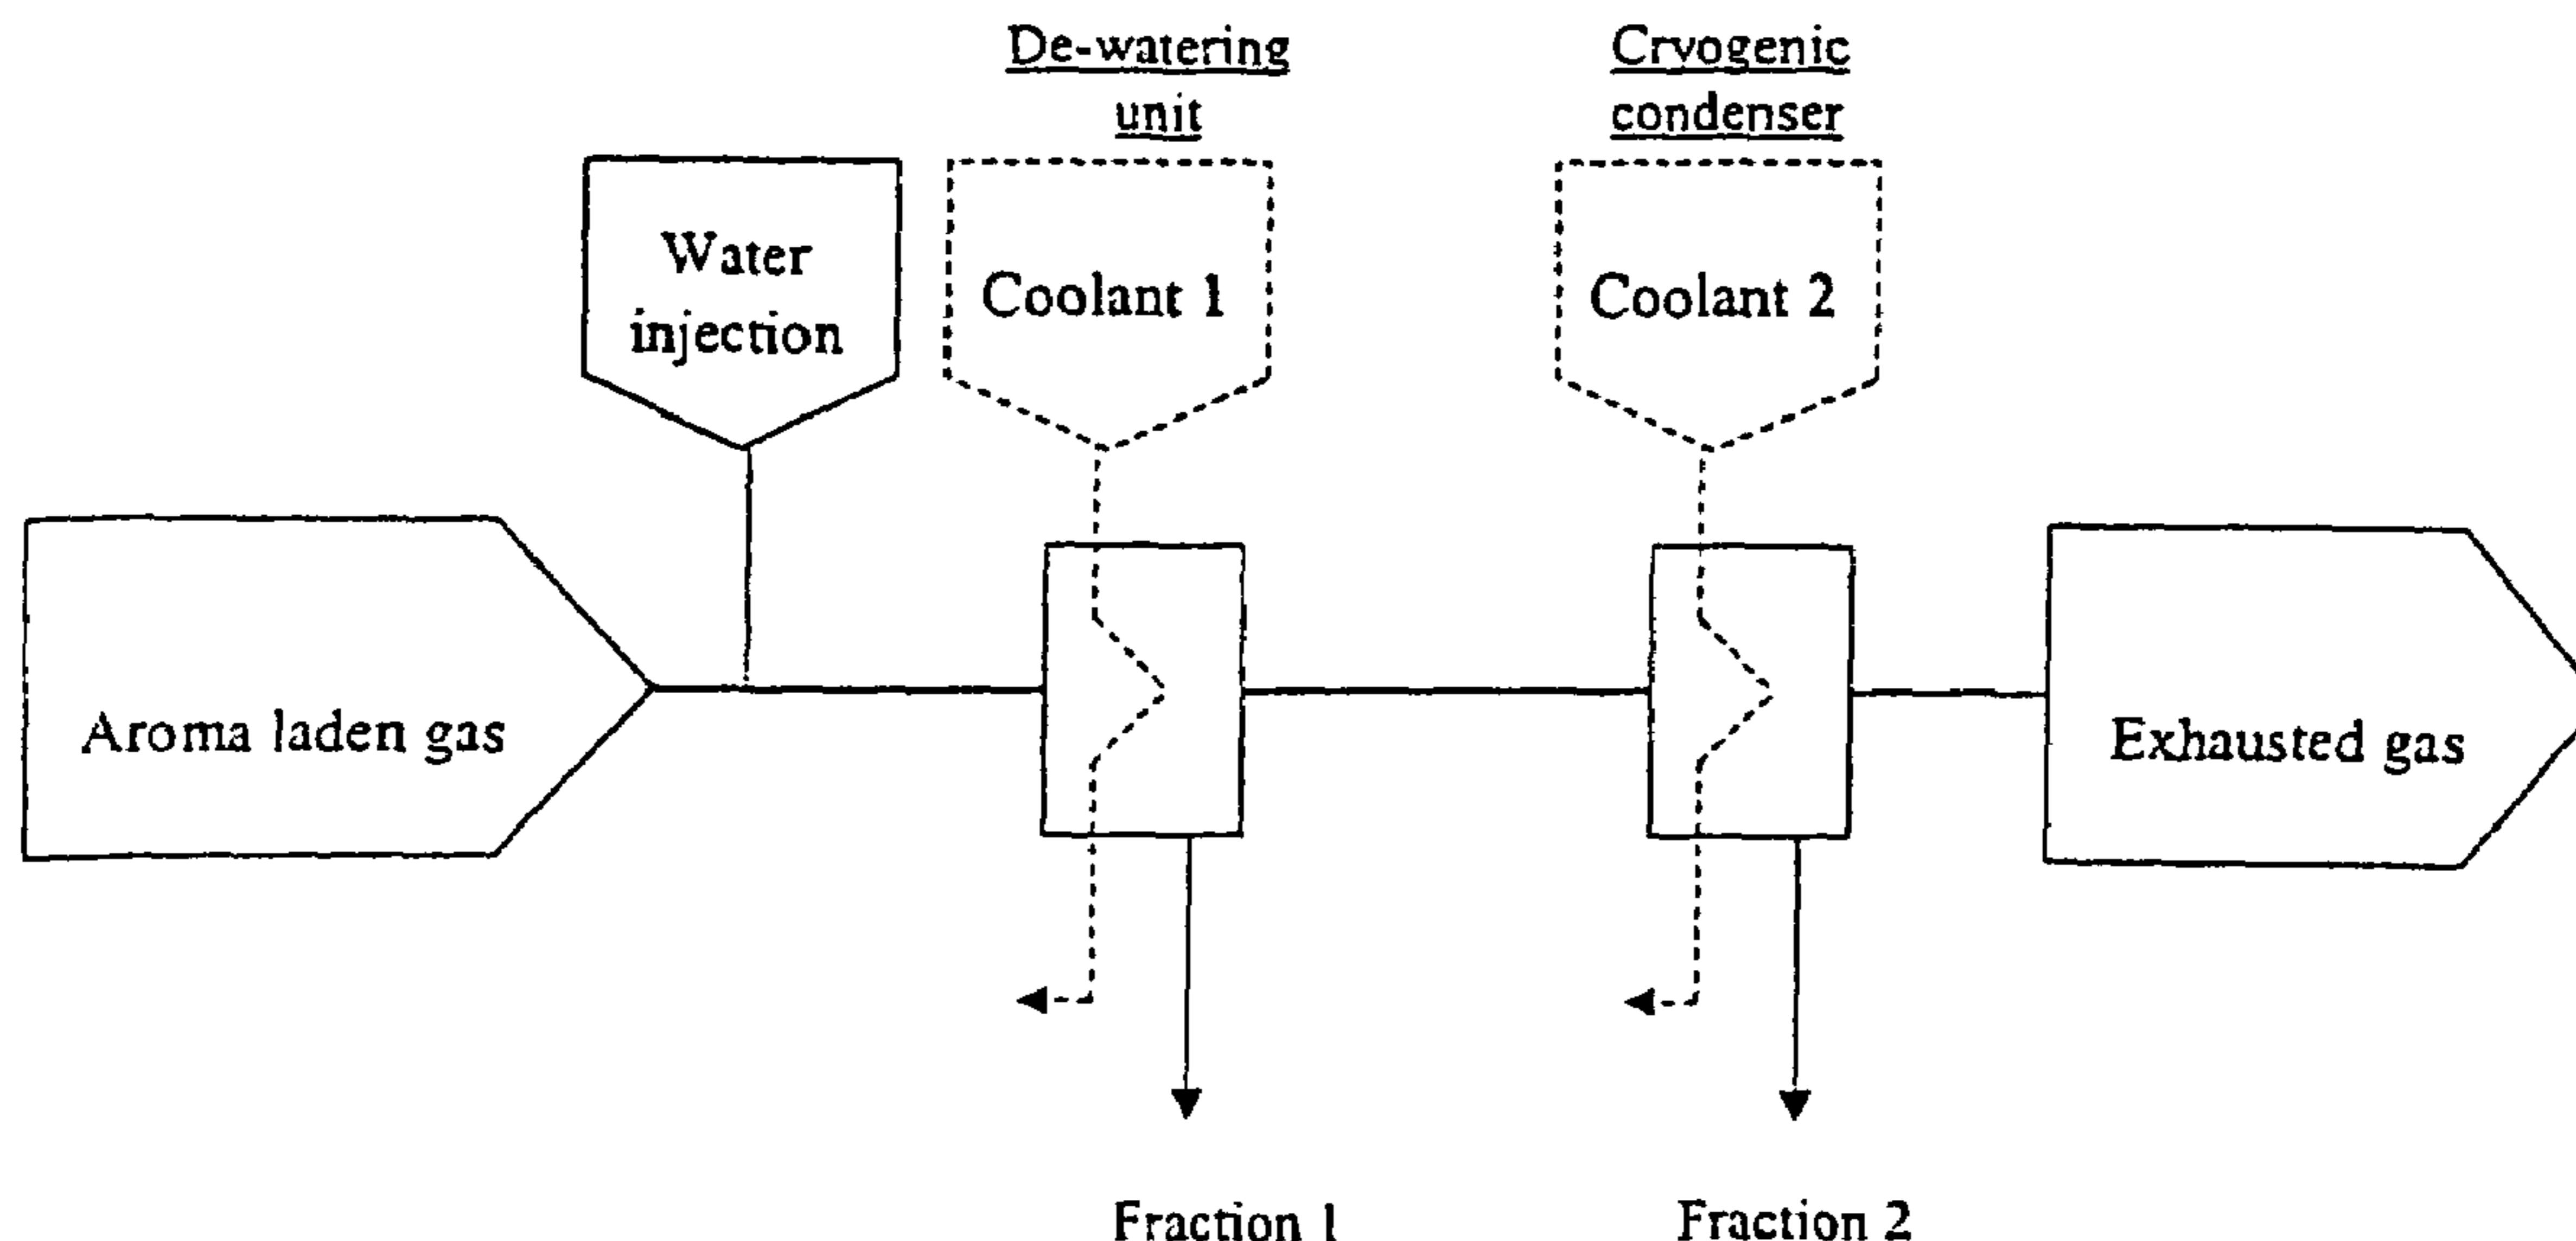 De-watering
unit
Cryogenic
condenser
Water
injection
Coolant 1
Coolant 2
Aroma laden gas
Exhausted gas
Fraction 1
Fraction 2